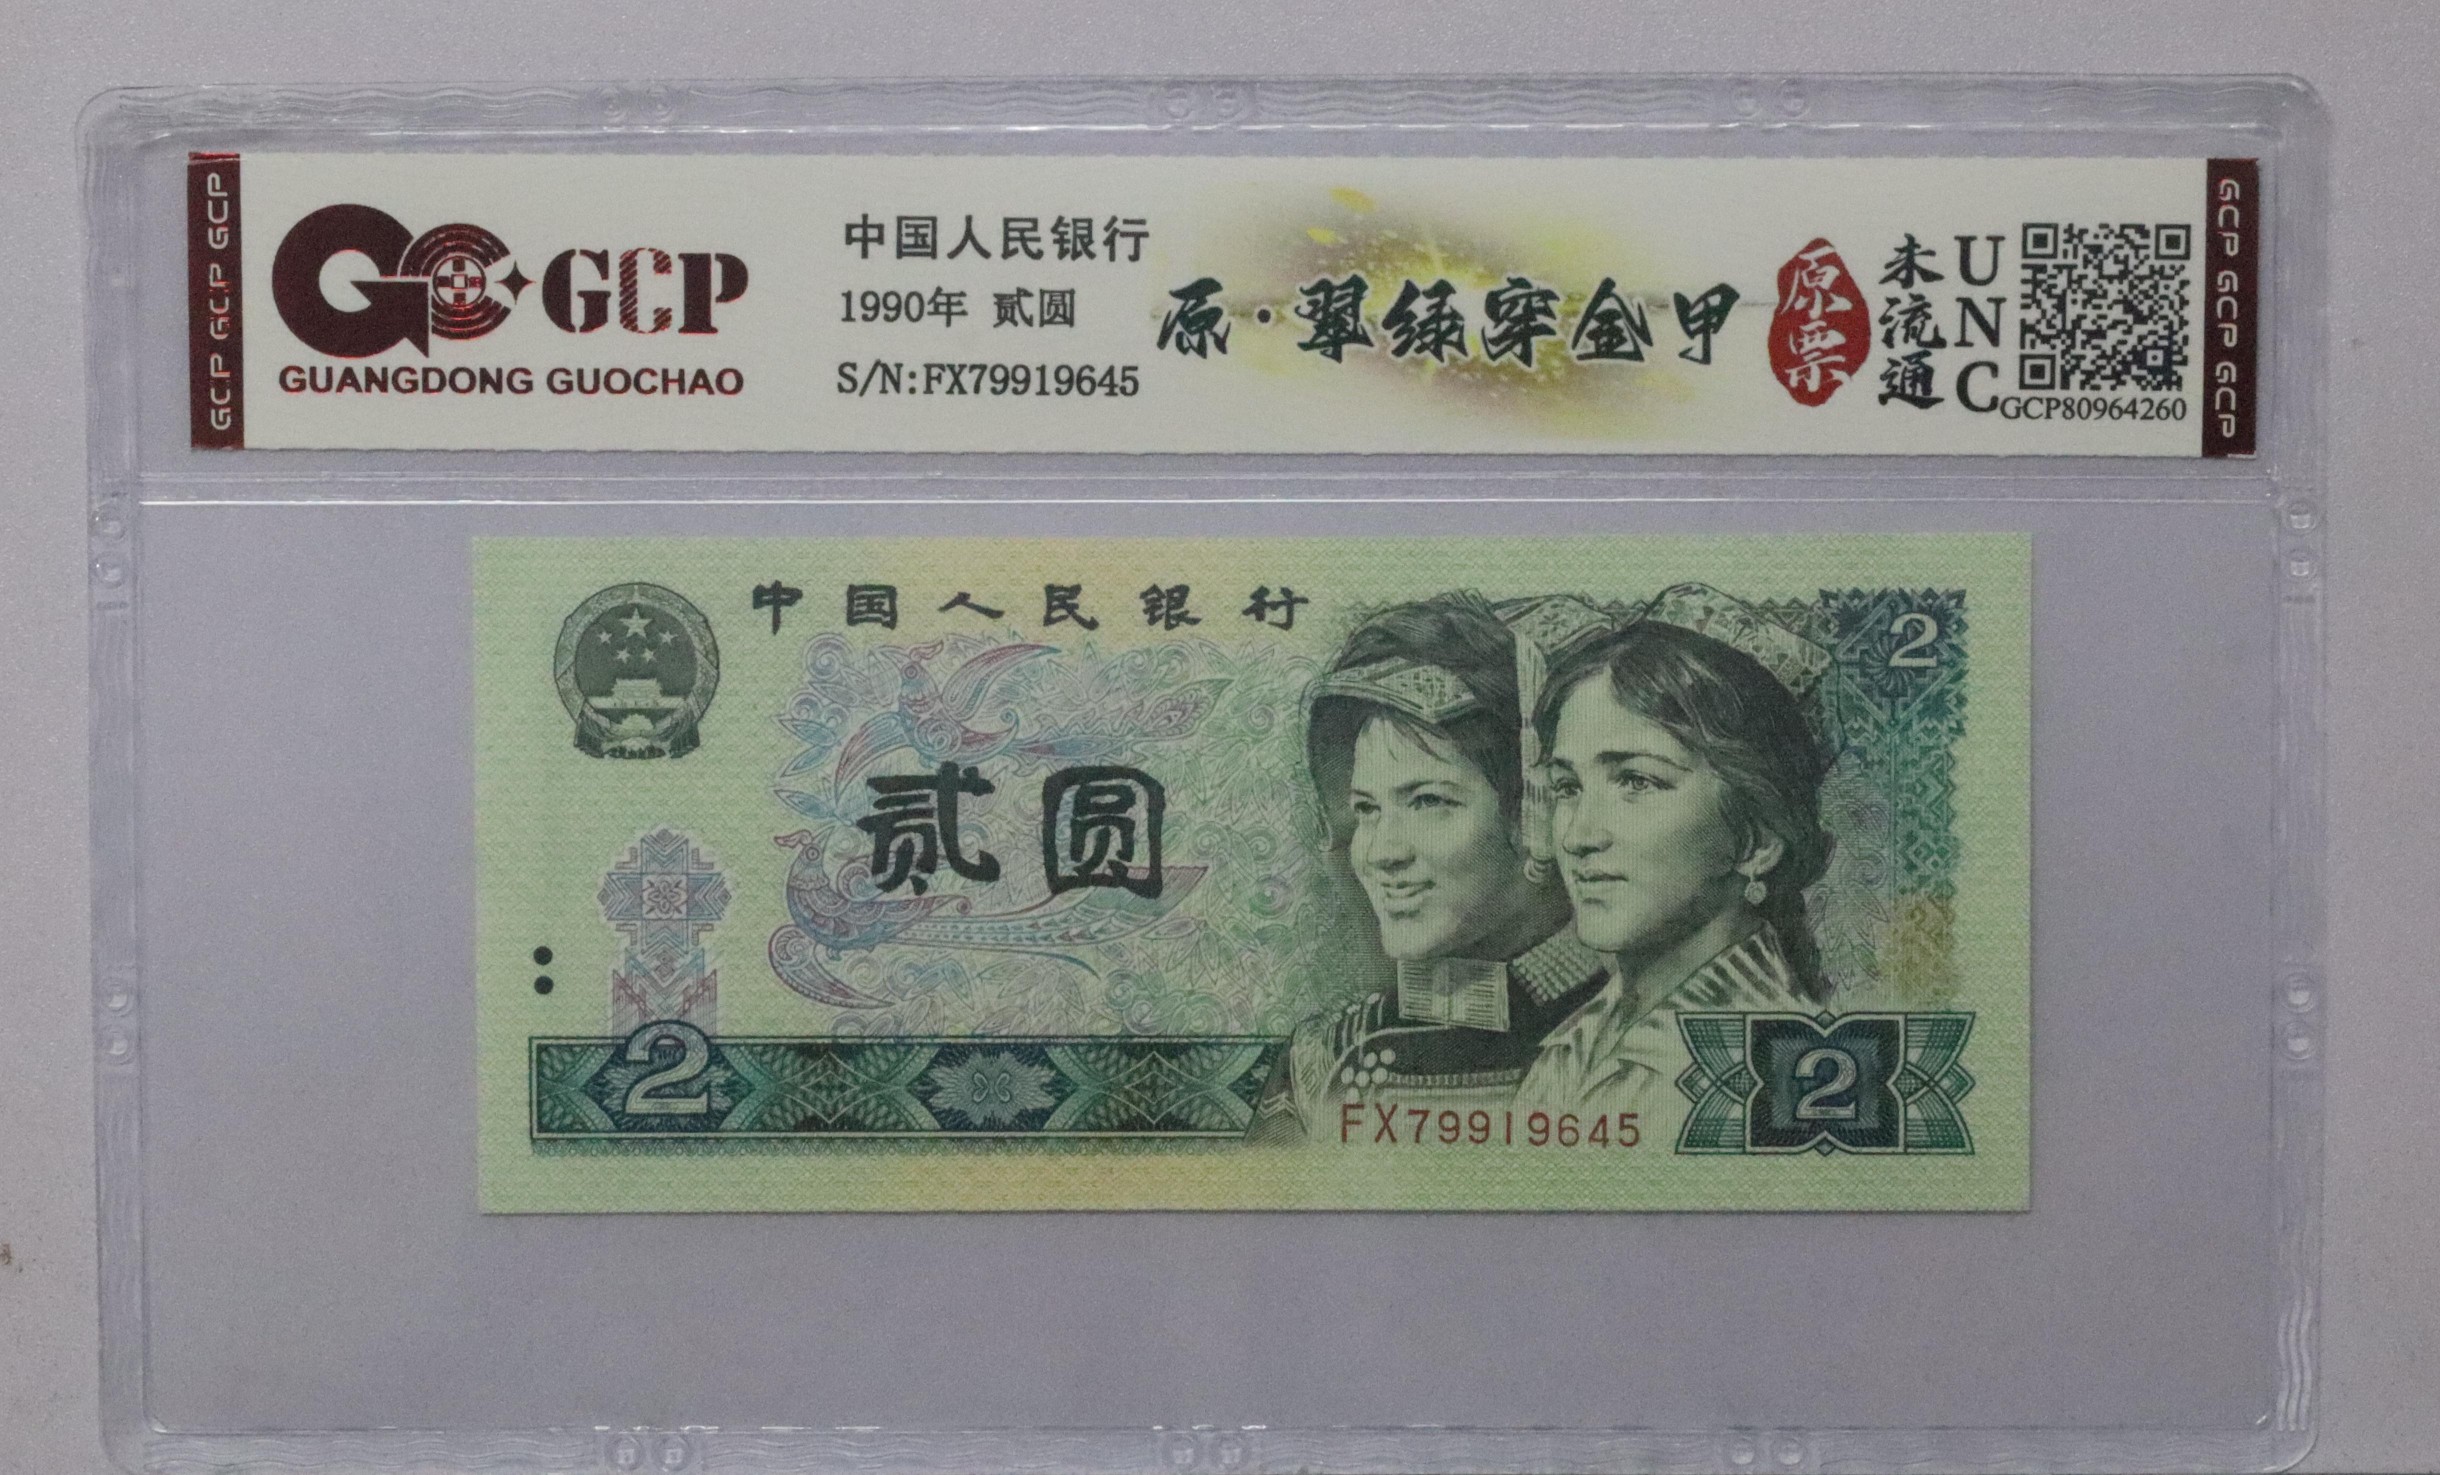 GCP GCP GCP
GCP
GUANGDONG GUOCHAO
中国人民银行
1990年 贰圆
S/N:FX79919645
原·翠绿穿金甲
原票
未流通
UNC
GCP80964260
GCP GCP GCP
中国人民银行
2
贰圆
2
FX79919645
2